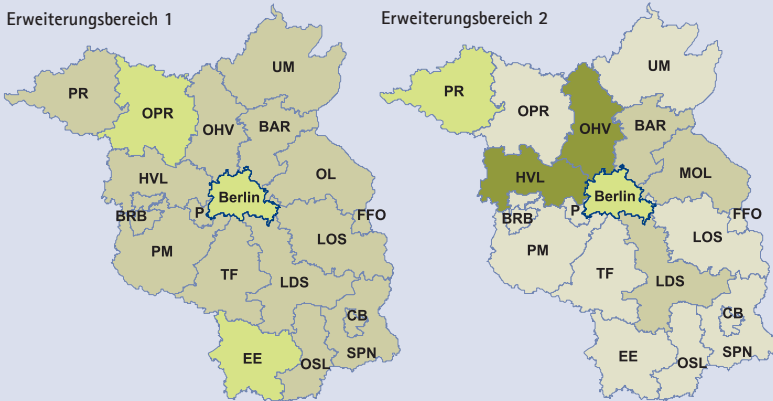 Erweiterungsbereich 1
UM
PR
OPR
OHV
BAR
HVL
OL
Berlin
BRB
P
FFO
LOS
PM
TF
LDS
CB
EE
OSL
SPN
Erweiterungsbereich 2
UM
PR
OPR
OHV
BAR
HVL
MOL
Berlin
BRB
P
FFO
LOS
PM
TF
LDS
CB
EE
OSL
SPN